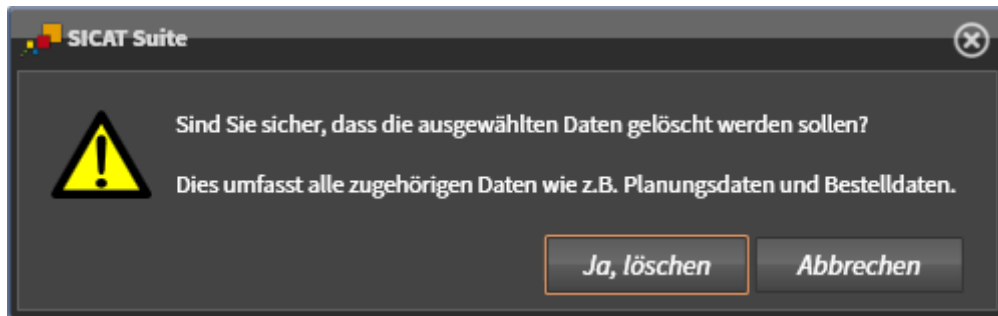 SICAT Suite
Sind Sie sicher, dass die ausgewählten Daten gelöscht werden sollen?
Dies umfasst alle zugehörigen Daten wie z.B. Planungsdaten und Bestelldaten.
Ja, löschen
Abbrechen